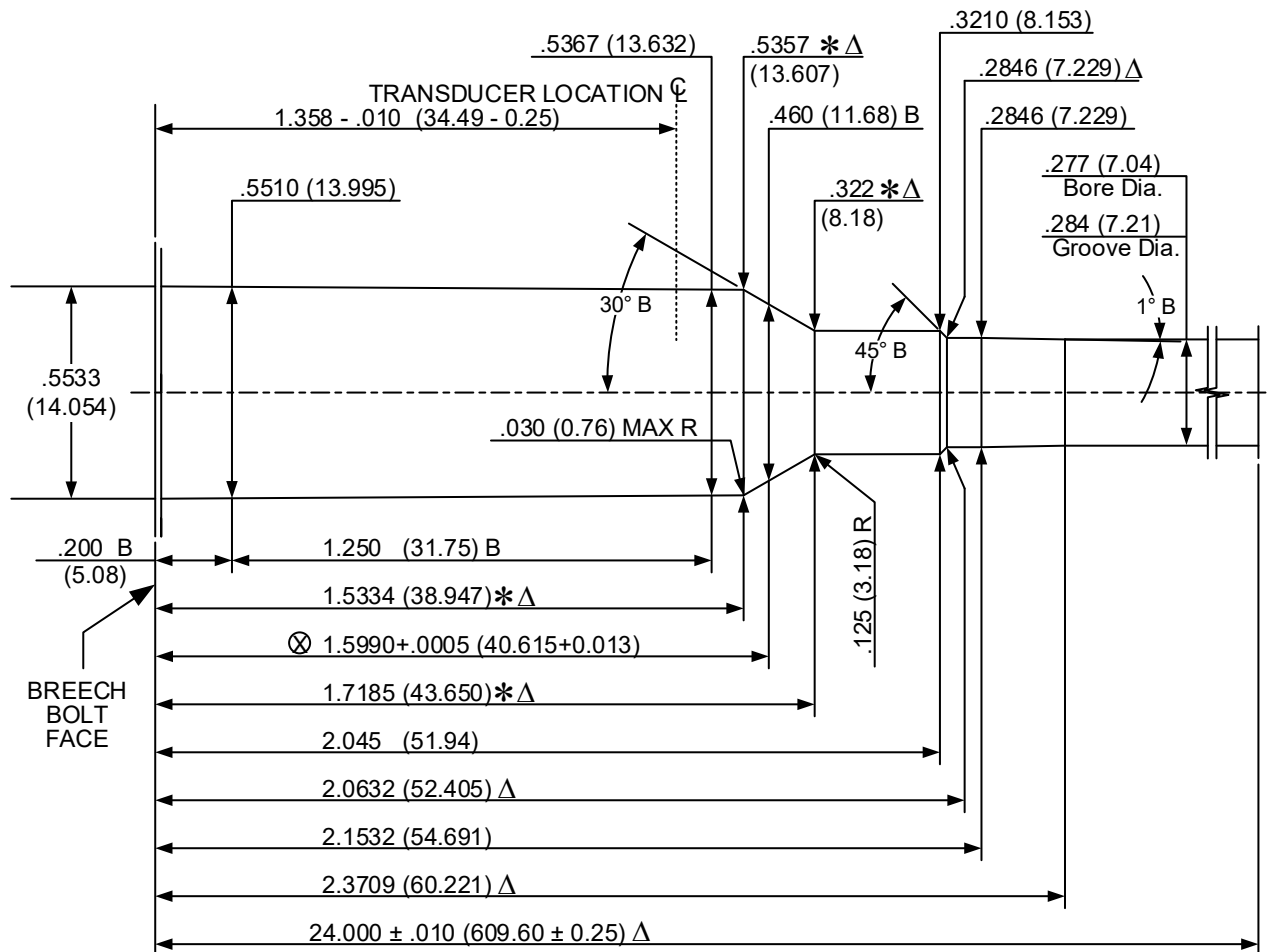 .3210 (8.153)
.5367 (13.632)
.5357 ✻ Δ
(13.607)
.2846 (7.229) Δ
TRANSDUCER LOCATION ℄
1.358 - .010 (34.49 - 0.25)
.460 (11.68) B
.2846 (7.229)
.277 (7.04)
Bore Dia.
.5510 (13.995)
.322 ✻ Δ
(8.18)
.284 (7.21)
Groove Dia.
30° B
1° B
45° B
.5533
(14.054)
.030 (0.76) MAX R
.200 B
(5.08)
1.250 (31.75) B
.125 (3.18) R
1.5334 (38.947) ✻ Δ
⊗ 1.5990+.0005 (40.615+0.013)
BREECH
BOLT
FACE
1.7185 (43.650) ✻ Δ
2.045 (51.94)
2.0632 (52.405) Δ
2.1532 (54.691)
2.3709 (60.221) Δ
24.000 ± .010 (609.60 ± 0.25) Δ